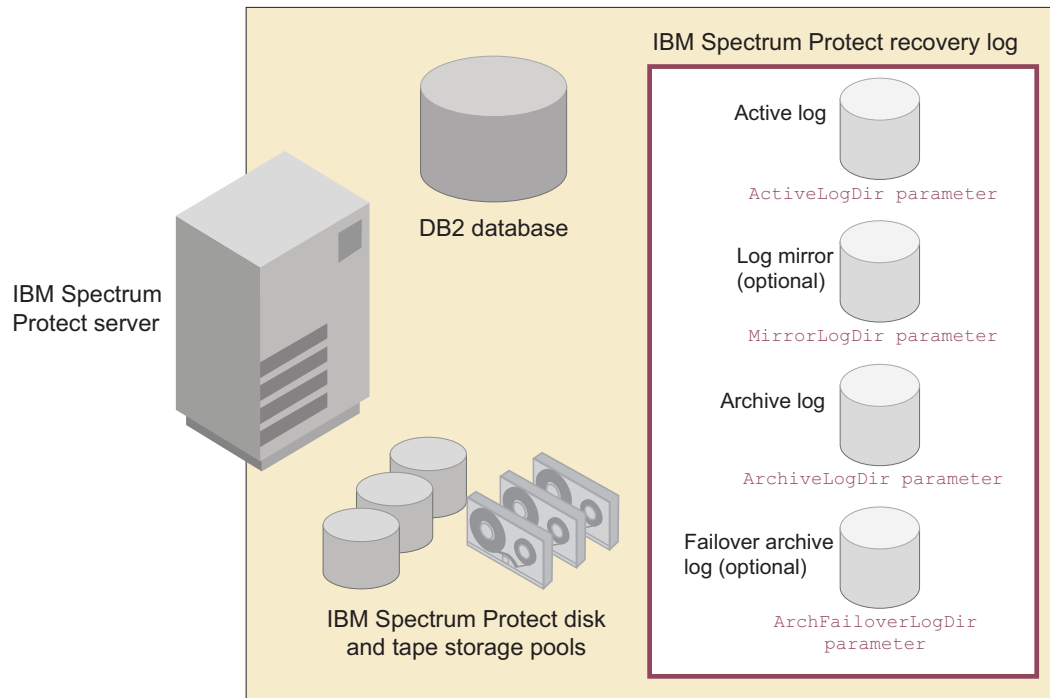 IBM Spectrum Protect recovery log
Active log
ActiveLogDir parameter
DB2 database
Log mirror
(optional)
MirrorLogDir parameter
IBM Spectrum
Protect server
Archive log
ArchiveLogDir parameter
Failover archive
log (optional)
ArchFailoverLogDir
parameter
IBM Spectrum Protect disk
and tape storage pools